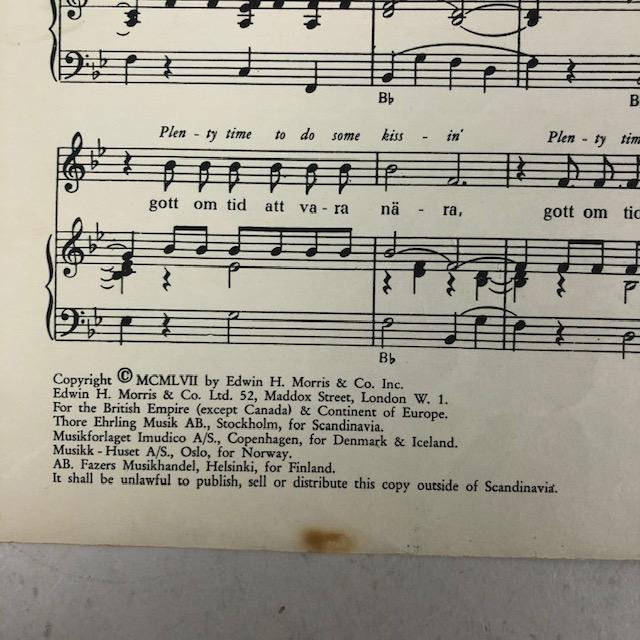 B♭
B
Plen - ty time to do some kiss - in' Plen - ty tim
gott om tid att va - ra nä - ra, gott om tid
B♭
Copyright © MCMLVII by Edwin H. Morris & Co. Inc.
Edwin H. Morris & Co. Ltd. 52, Maddox Street, London W. 1.
For the British Empire (except Canada) & Continent of Europe.
Thore Ehrling Musik AB., Stockholm, for Scandinavia.
Musikforlaget Imudico A/S., Copenhagen, for Denmark & Iceland.
Musikk - Huset A/S., Oslo, for Norway.
AB. Fazers Musikhandel, Helsinki, for Finland.
It shall be unlawful to publish, sell or distribute this copy outside of Scandinavia.